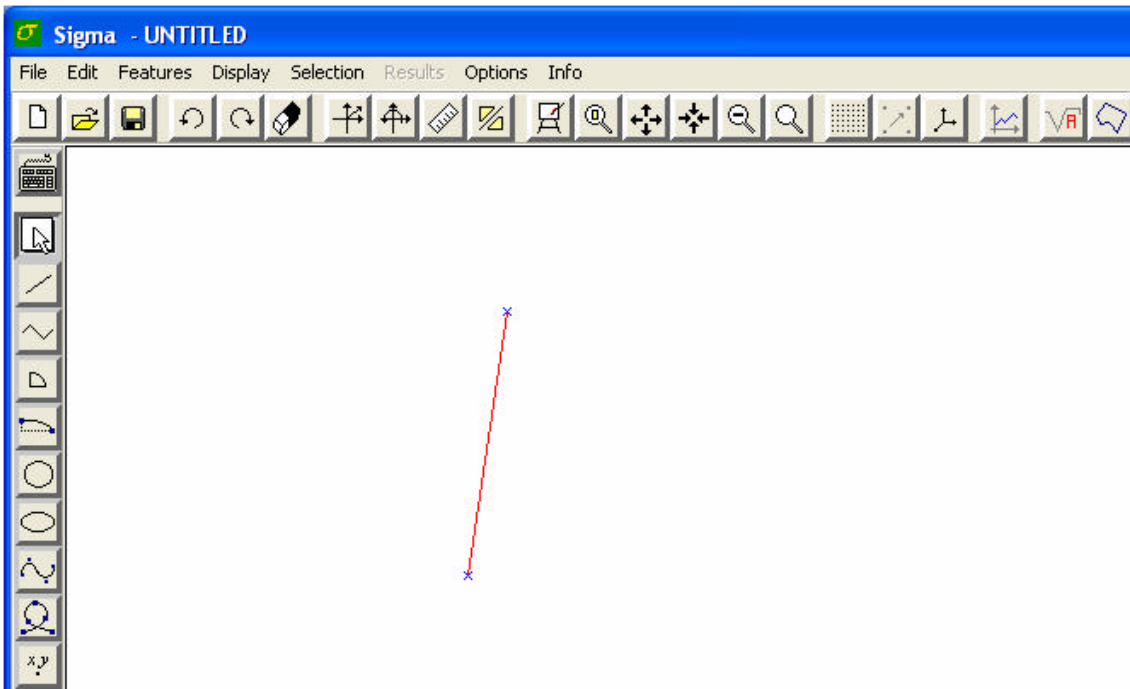 σ Sigma - UNTITLED
File Edit Features Display Selection Results Options Info
√A
x,y